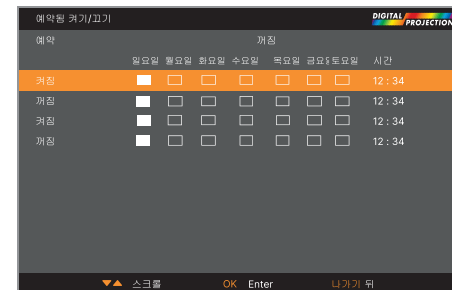 예약됨 켜기/끄기
DIGITAL PROJECTION
예약 꺼짐
일요일 월요일 화요일 수요일 목요일 금요일 토요일 시간
켜짐 12 : 34
꺼짐 12 : 34
켜짐 12 : 34
꺼짐 12 : 34
▼▲ 스크롤 OK Enter 나가기 뒤